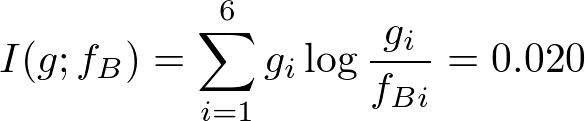 I(g; f_B) = \sum_{i=1}^{6} g_i \log \frac{g_i}{f_{Bi}} = 0.020